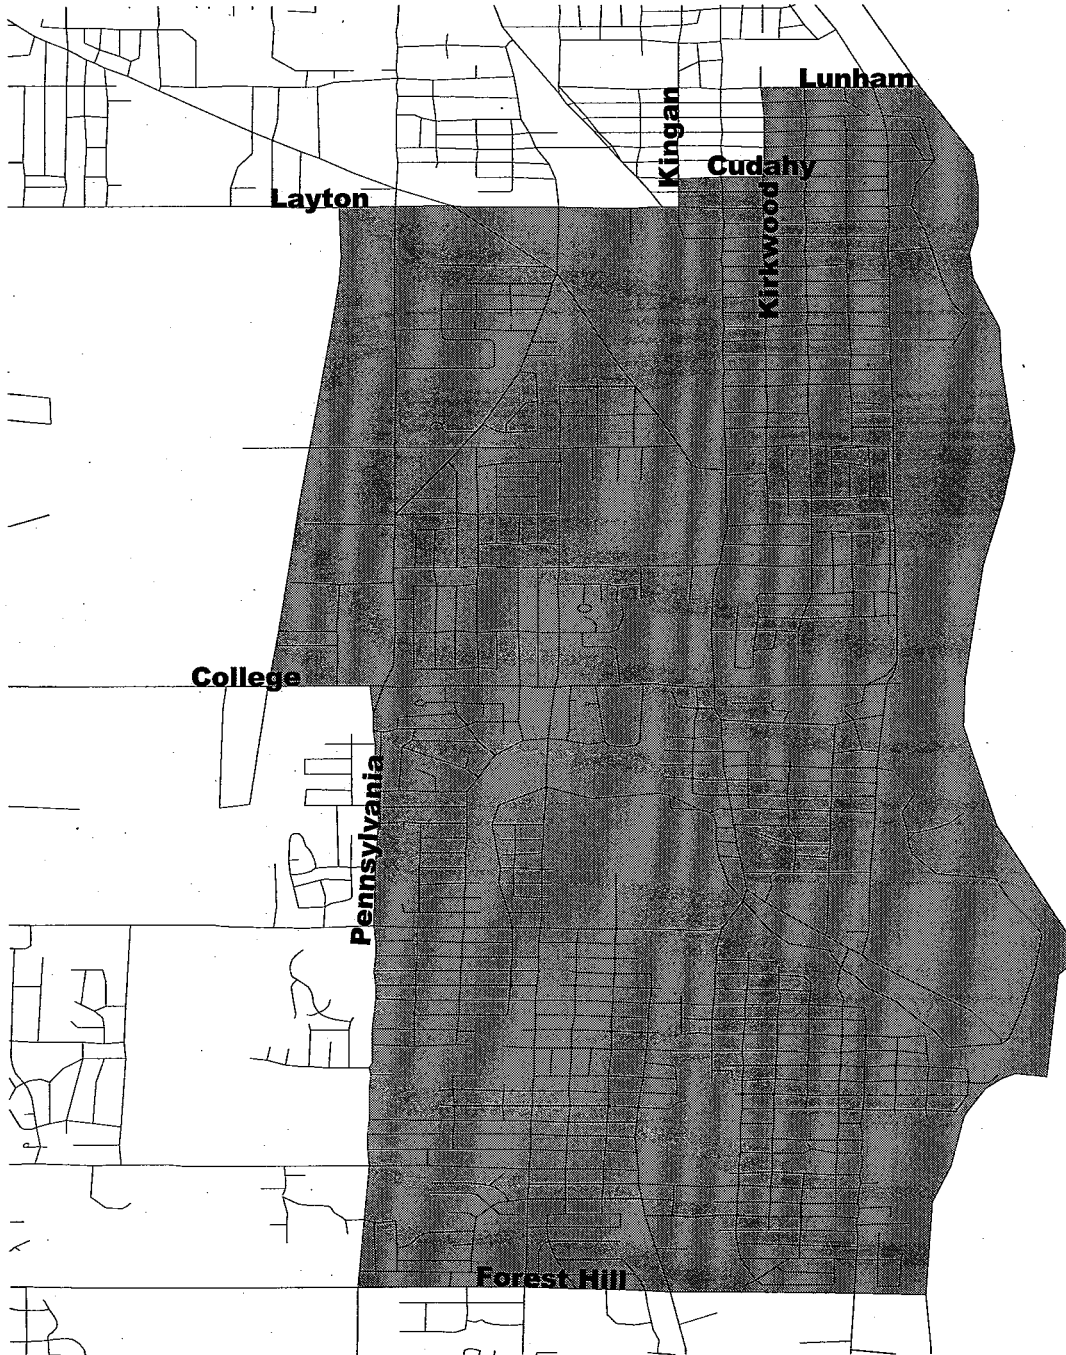 Lunham
Kingan
Cudahy
Layton
Kirkwood
College
Pennsylvania
Forest Hill